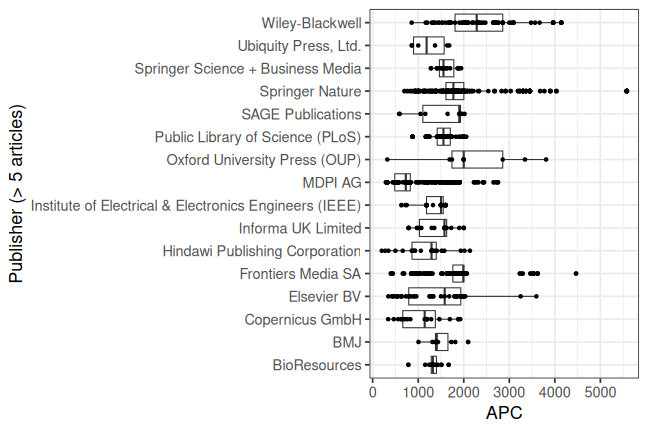 Publisher (> 5 articles)
Wiley-Blackwell
Ubiquity Press, Ltd.
Springer Science + Business Media
Springer Nature
SAGE Publications
Public Library of Science (PLoS)
Oxford University Press (OUP)
MDPI AG
Institute of Electrical & Electronics Engineers (IEEE)
Informa UK Limited
Hindawi Publishing Corporation
Frontiers Media SA
Elsevier BV
Copernicus GmbH
BMJ
BioResources
0 1000 2000 3000 4000 5000
APC